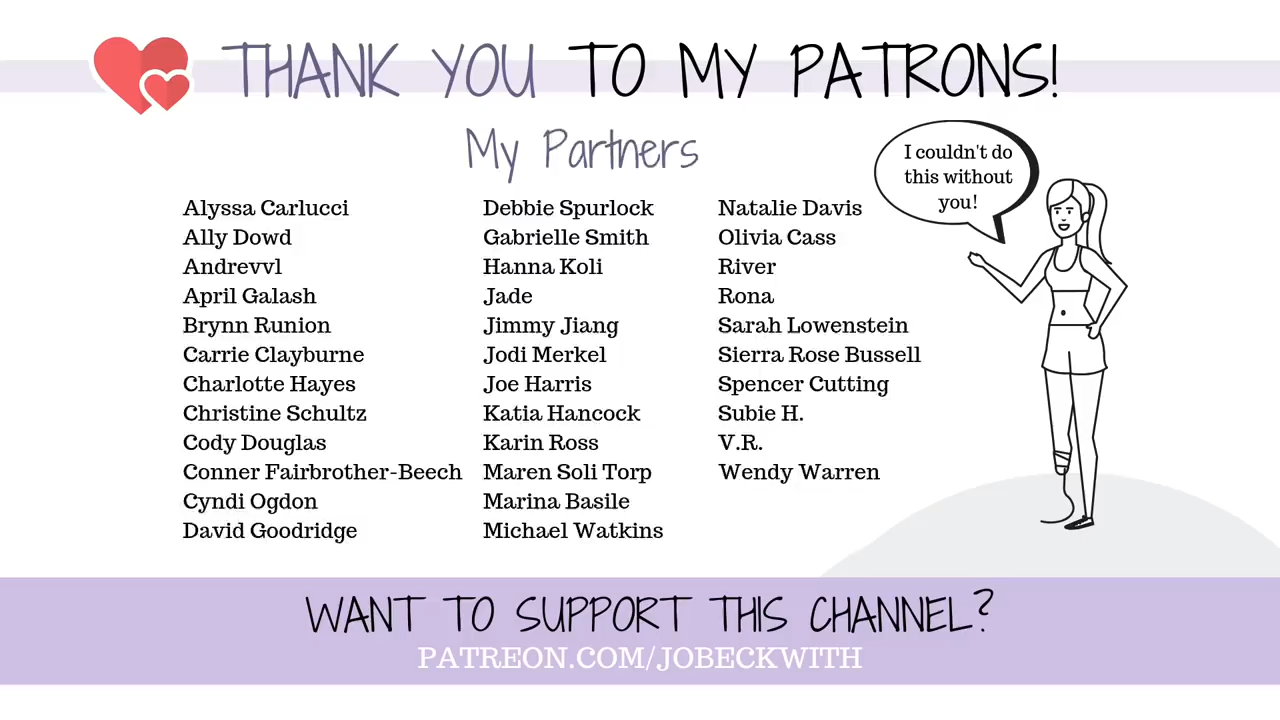 THANK YOU TO MY PATRONS!
My Partners
Alyssa Carlucci
Ally Dowd
Andrevvl
April Galash
Brynn Runion
Carrie Clayburne
Charlotte Hayes
Christine Schultz
Cody Douglas
Conner Fairbrother-Beech
Cyndi Ogdon
David Goodridge
Debbie Spurlock
Gabrielle Smith
Hanna Koli
Jade
Jimmy Jiang
Jodi Merkel
Joe Harris
Katia Hancock
Karin Ross
Maren Soli Torp
Marina Basile
Michael Watkins
Natalie Davis
Olivia Cass
River
Rona
Sarah Lowenstein
Sierra Rose Bussell
Spencer Cutting
Subie H.
V.R.
Wendy Warren
I couldn't do
this without
you!
WANT TO SUPPORT THIS CHANNEL?
PATREON.COM/JOBECKWITH